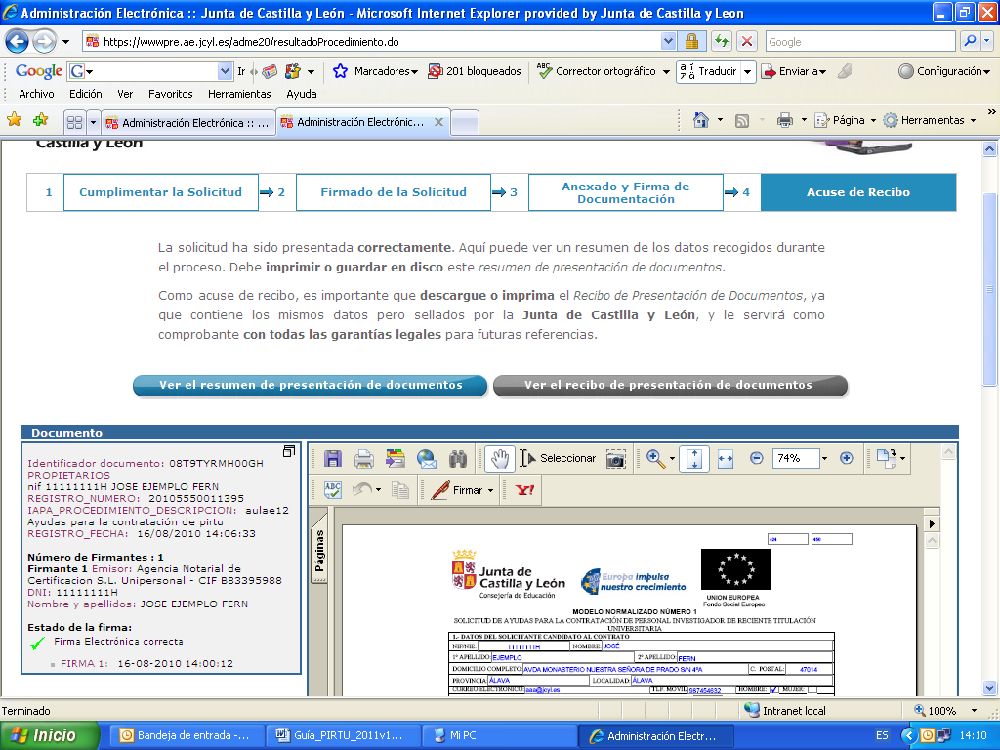 Administración Electrónica :: Junta de Castilla y León - Microsoft Internet Explorer provided by Junta de Castilla y Leon
https://wwwpre.ae.jcyl.es/adme20/resultadoProcedimiento.do
Google
Google G Ir Marcadores 201 bloqueados Corrector ortográfico Traducir Enviar a Configuración
Archivo Edición Ver Favoritos Herramientas Ayuda
Administración Electrónica :: ... Administración Electrónic... X Página Herramientas »
Castilla y León
1 Cumplimentar la Solicitud 2 Firmado de la Solicitud 3 Anexado y Firma de Documentación 4 Acuse de Recibo
La solicitud ha sido presentada correctamente. Aquí puede ver un resumen de los datos recogidos durante
el proceso. Debe imprimir o guardar en disco este resumen de presentación de documentos.
Como acuse de recibo, es importante que descargue o imprima el Recibo de Presentación de Documentos, ya
que contiene los mismos datos pero sellados por la Junta de Castilla y León, y le servirá como
comprobante con todas las garantías legales para futuras referencias.
Ver el resumen de presentación de documentos Ver el recibo de presentación de documentos
Documento
Identificador documento: 08T9TYRMH00GH
PROPIETARIOS
nif 11111111H JOSE EJEMPLO FERN
REGISTRO_NUMERO: 20105550011395
IAPA_PROCEDIMIENTO_DESCRIPCION: aulae12
Ayudas para la contratación de pirtu
REGISTRO_FECHA: 16/08/2010 14:06:33
Número de Firmantes : 1
Firmante 1 Emisor: Agencia Notarial de
Certificacion S.L. Unipersonal - CIF B83395988
DNI: 11111111H
Nombre y apellidos: JOSE EJEMPLO FERN
Estado de la firma:
Firma Electrónica correcta
FIRMA 1: 16-08-2010 14:00:12
Seleccionar 74%
ABC Firmar Y!
Páginas
424 450
Junta de
Castilla y León
Consejería de Educación
Europa impulsa
nuestro crecimiento
UNION EUROPEA
Fondo Social Europeo
MODELO NORMALIZADO NÚMERO 1
SOLICITUD DE AYUDAS PARA LA CONTRATACIÓN DE PERSONAL INVESTIGADOR DE RECIENTE TITULACIÓN
UNIVERSITARIA
1.- DATOS DEL SOLICITANTE CANDIDATO AL CONTRATO
NIF/NIE: 11111111H NOMBRE: JOSÉ
1º APELLIDO: EJEMPLO 2º APELLIDO: FERN
DOMICILIO COMPLETO: AVDA MONASTERIO NUESTRA SEÑORA DE PRADO S/N 4ªA C. POSTAL: 47014
PROVINCIA: ÁLAVA LOCALIDAD: ÁLAVA
CORREO ELECTRÓNICO: aaa@jcyl.es TLF. MÓVIL: 987454632 HOMBRE: MUJER:
Terminado Intranet local 100%
Inicio Bandeja de entrada -... Guía_PIRTU_2011v1... Mi PC Administración Electr... ES 14:10